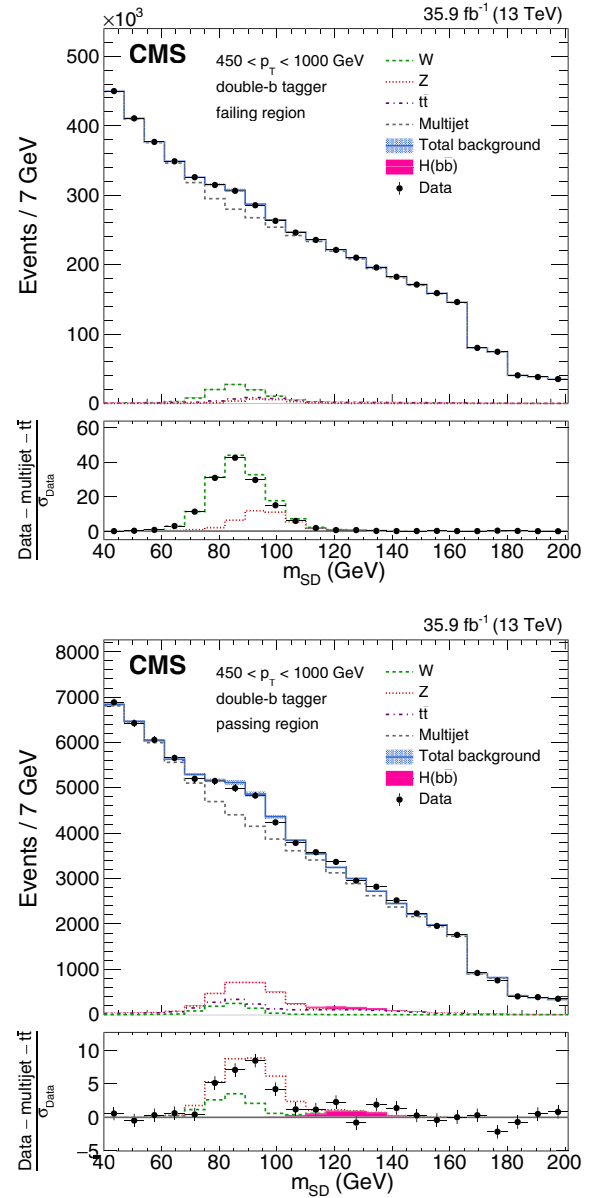 ×10³
35.9 fb⁻¹ (13 TeV)
CMS
450 < p_T < 1000 GeV
double-b tagger
failing region
W
Z
tt̄
Multijet
Total background
H(bb̄)
Data
Events / 7 GeV
500
400
300
200
100
0
Data − multijet − tt̄
σ_Data
60
40
20
0
40 60 80 100 120 140 160 180 200
m_SD (GeV)
35.9 fb⁻¹ (13 TeV)
CMS
450 < p_T < 1000 GeV
double-b tagger
passing region
W
Z
tt̄
Multijet
Total background
H(bb̄)
Data
Events / 7 GeV
8000
7000
6000
5000
4000
3000
2000
1000
0
Data − multijet − tt̄
σ_Data
10
5
0
−5
40 60 80 100 120 140 160 180 200
m_SD (GeV)